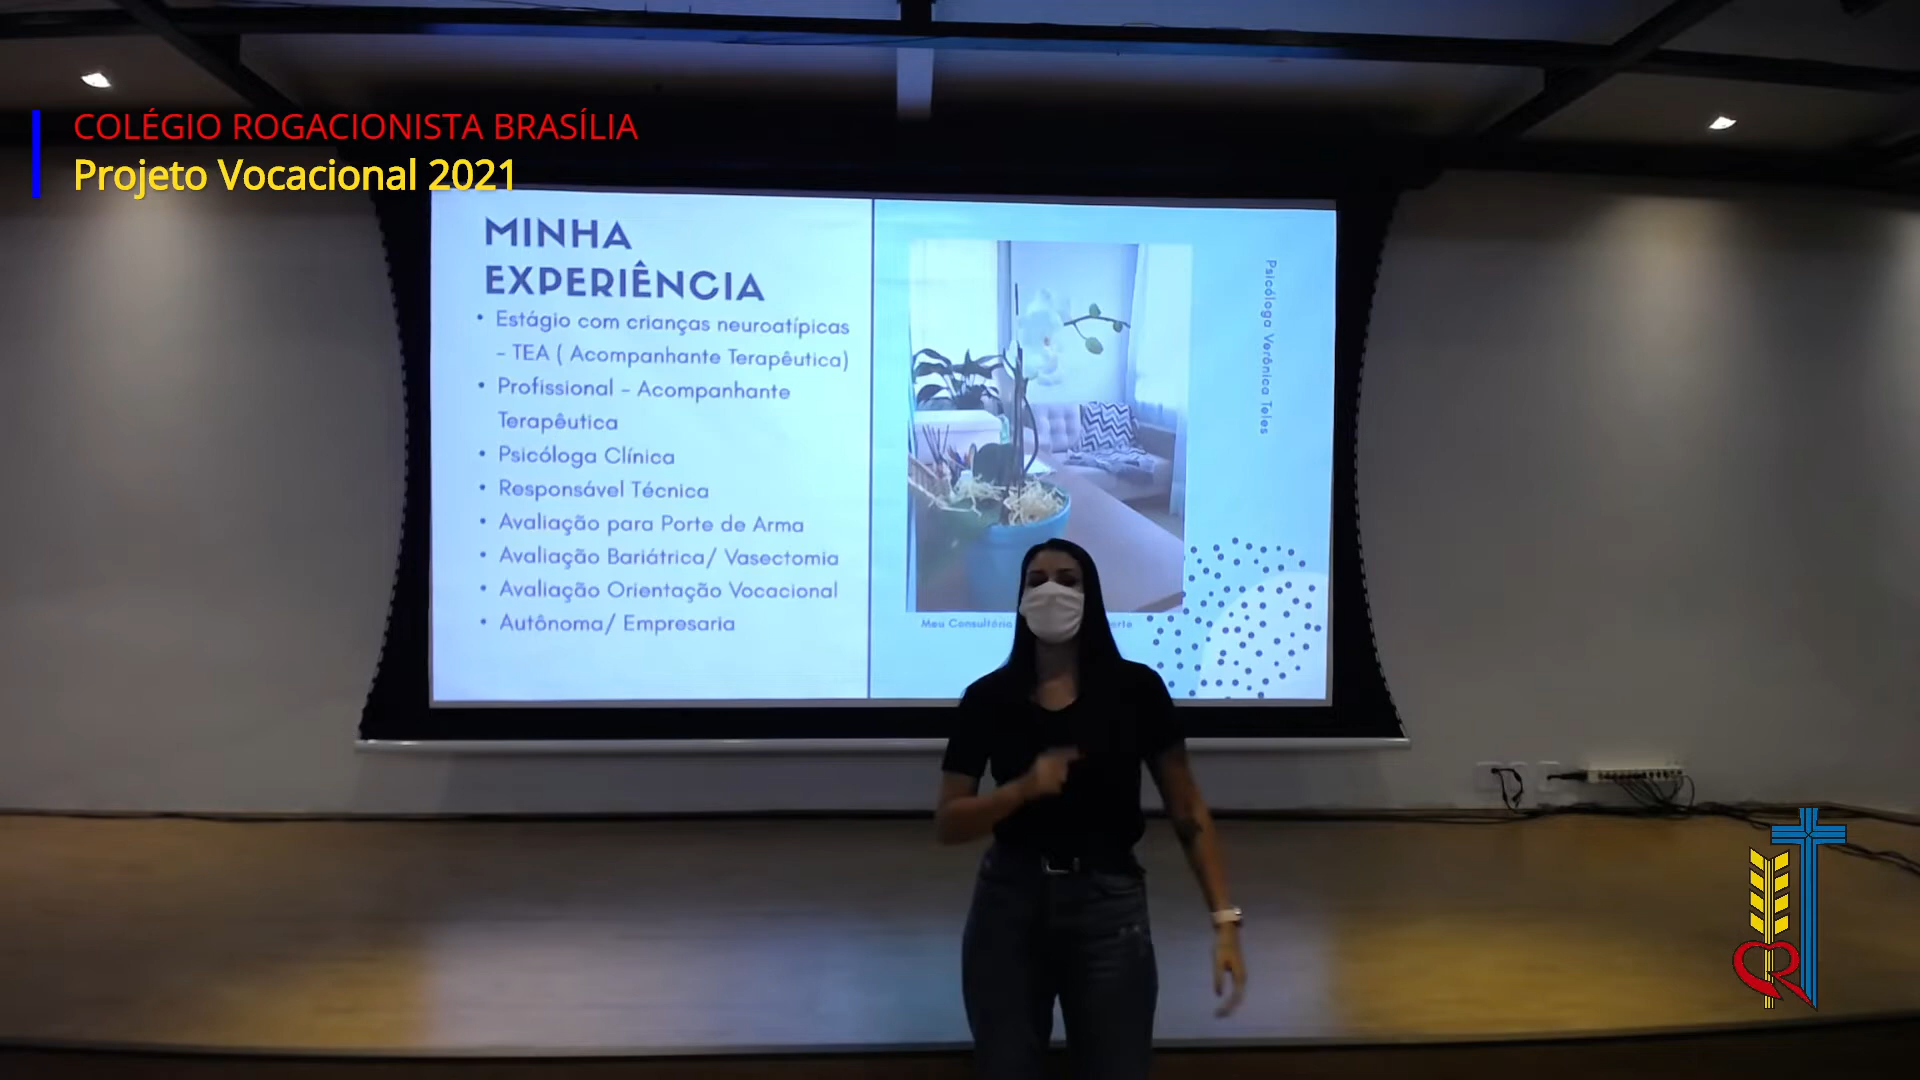 COLÉGIO ROGACIONISTA BRASÍLIA
Projeto Vocacional 2021
MINHA
EXPERIÊNCIA
• Estágio com crianças neuroatípicas
- TEA ( Acompanhante Terapêutica)
• Profissional - Acompanhante
Terapêutica
• Psicóloga Clínica
• Responsável Técnica
• Avaliação para Porte de Arma
• Avaliação Bariátrica/ Vasectomia
• Avaliação Orientação Vocacional
• Autônoma/ Empresaria
Psicóloga Verônica Teles
Meu Consultório